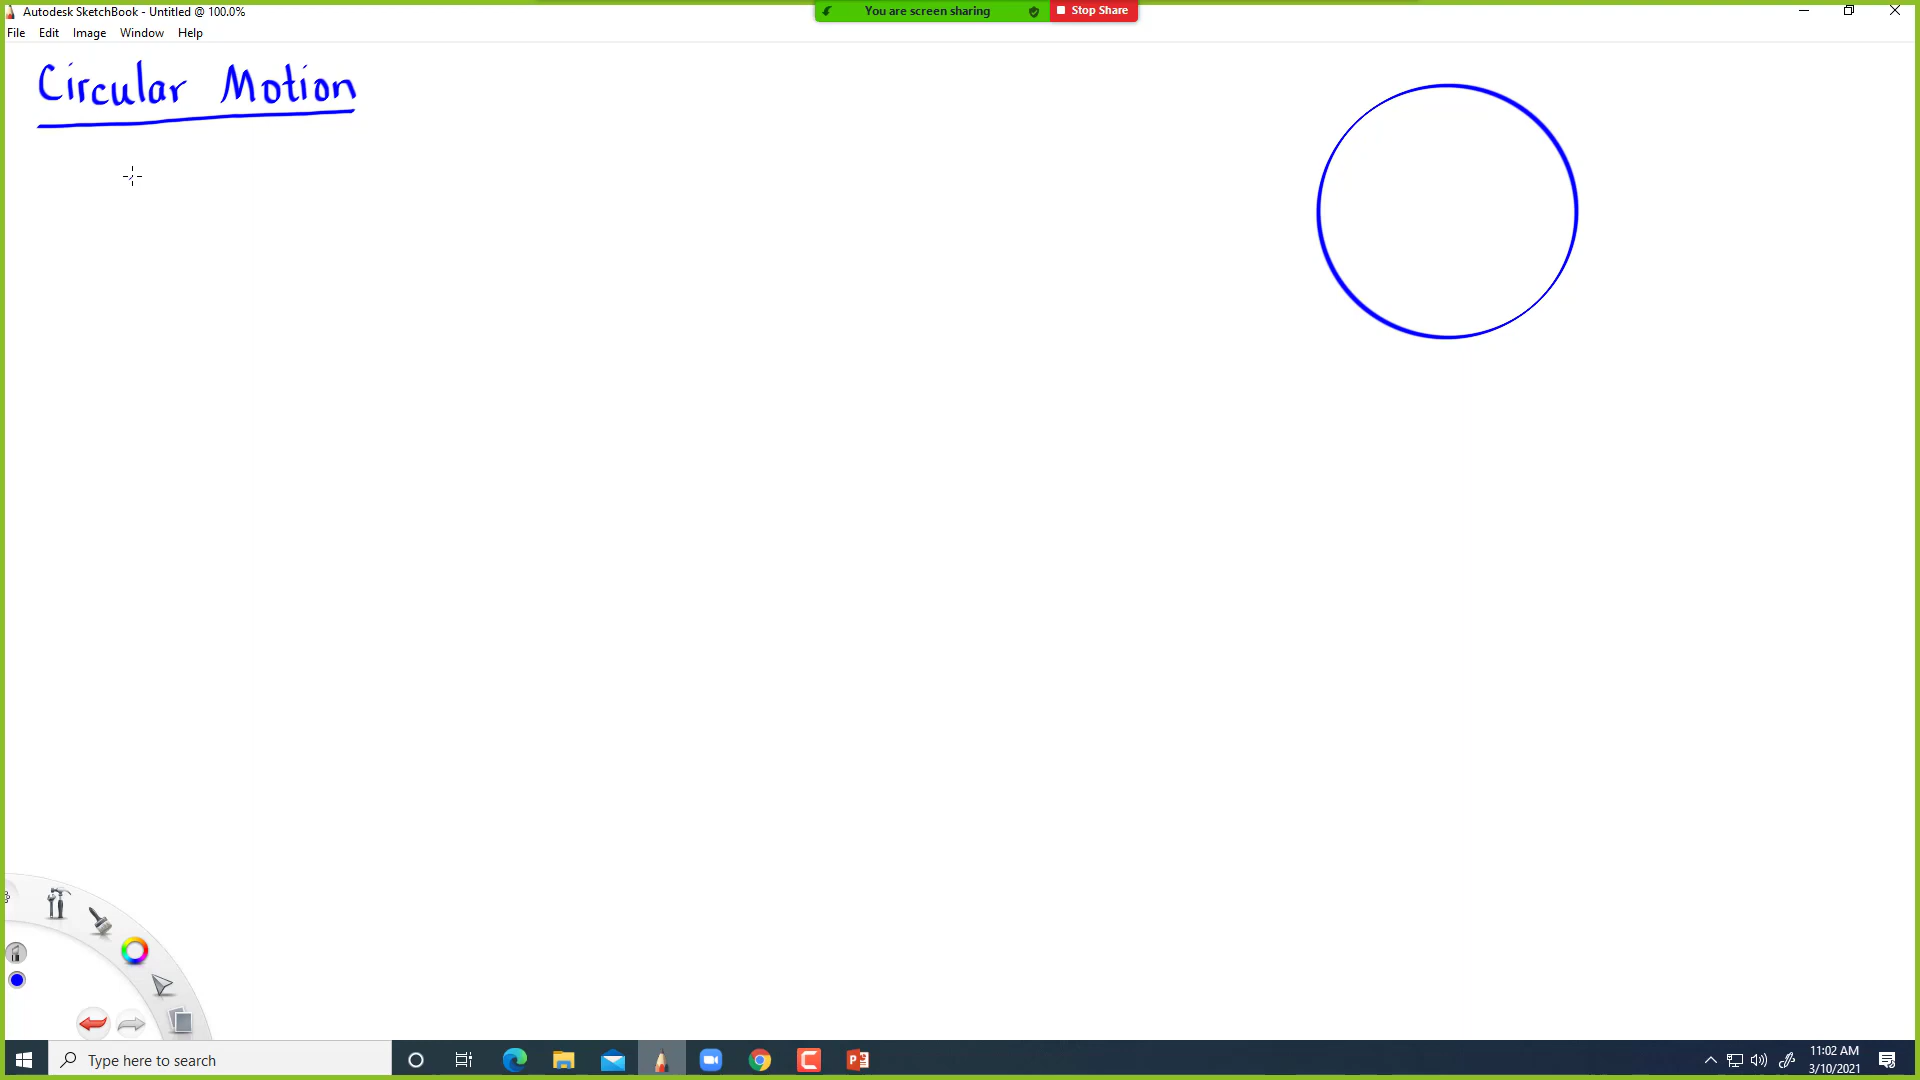 Autodesk SketchBook - Untitled @ 100.0%
You are screen sharing
Stop Share
File Edit Image Window Help
Circular Motion
Type here to search
11:02 AM
3/10/2021